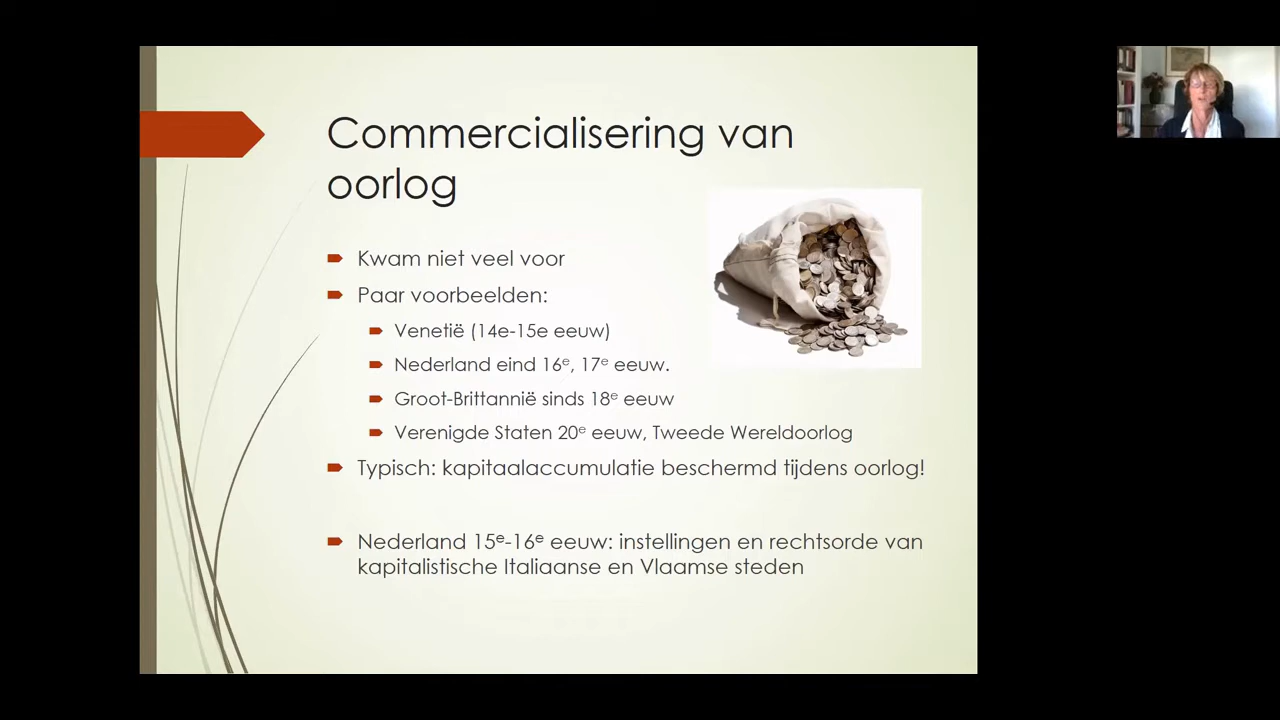 Commercialisering van
oorlog
Kwam niet veel voor
Paar voorbeelden:
Venetië (14e-15e eeuw)
Nederland eind 16ᵉ, 17ᵉ eeuw.
Groot-Brittannië sinds 18ᵉ eeuw
Verenigde Staten 20ᵉ eeuw, Tweede Wereldoorlog
Typisch: kapitaalaccumulatie beschermd tijdens oorlog!
Nederland 15ᵉ-16ᵉ eeuw: instellingen en rechtsorde van
kapitalistische Italiaanse en Vlaamse steden